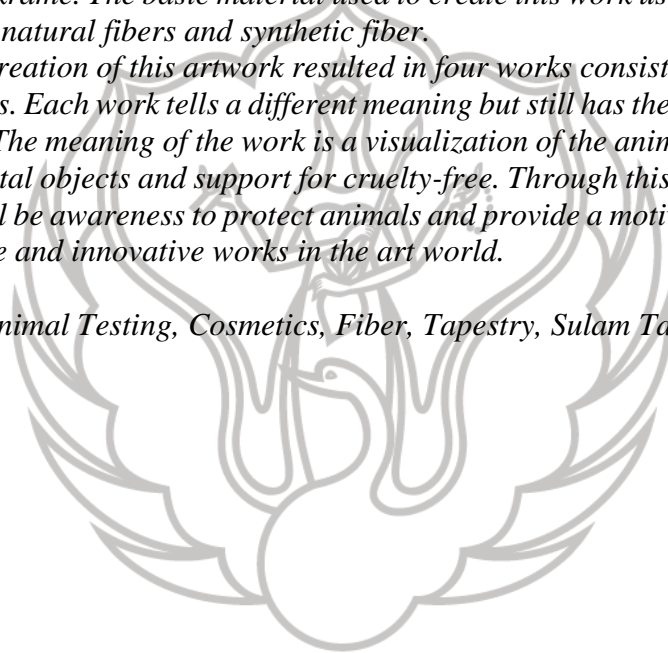 krame. The basic material used to create this work us
natural fibers and synthetic fiber.
reation of this artwork resulted in four works consist
s. Each work tells a different meaning but still has the
The meaning of the work is a visualization of the anim
tal objects and support for cruelty-free. Through this
l be awareness to protect animals and provide a moti
e and innovative works in the art world.
nimal Testing, Cosmetics, Fiber, Tapestry, Sulam Ta